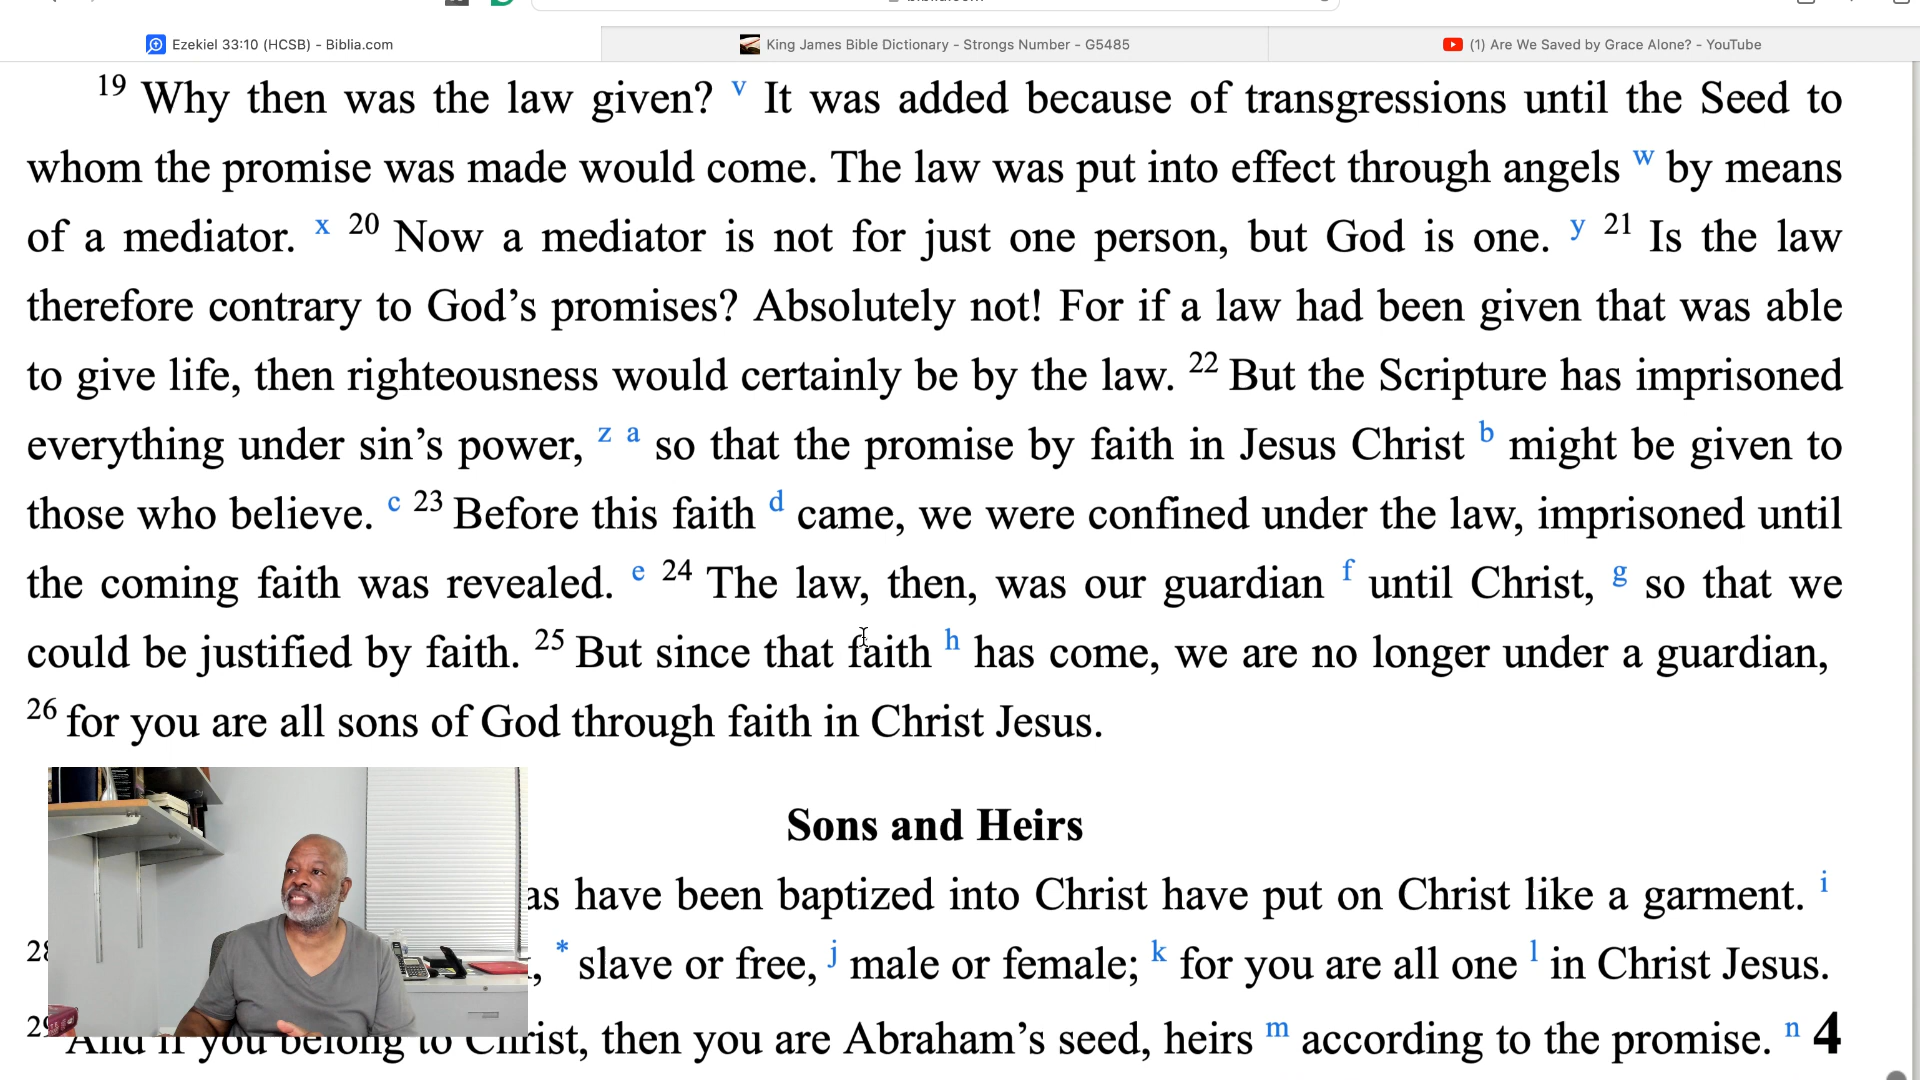 Ezekiel 33:10 (HCSB) - Biblia.com
King James Bible Dictionary - Strongs Number - G5485
(1) Are We Saved by Grace Alone? - YouTube
19 Why then was the law given? v It was added because of transgressions until the Seed to
whom the promise was made would come. The law was put into effect through angels w by means
of a mediator. x 20 Now a mediator is not for just one person, but God is one. y 21 Is the law
therefore contrary to God’s promises? Absolutely not! For if a law had been given that was able
to give life, then righteousness would certainly be by the law. 22 But the Scripture has imprisoned
everything under sin’s power, z a so that the promise by faith in Jesus Christ b might be given to
those who believe. c 23 Before this faith d came, we were confined under the law, imprisoned until
the coming faith was revealed. e 24 The law, then, was our guardian f until Christ, g so that we
could be justified by faith. 25 But since that faith h has come, we are no longer under a guardian,
26 for you are all sons of God through faith in Christ Jesus.
Sons and Heirs
as have been baptized into Christ have put on Christ like a garment. i
28 , * slave or free, j male or female; k for you are all one l in Christ Jesus.
29 And if you belong to Christ, then you are Abraham’s seed, heirs m according to the promise. n 4